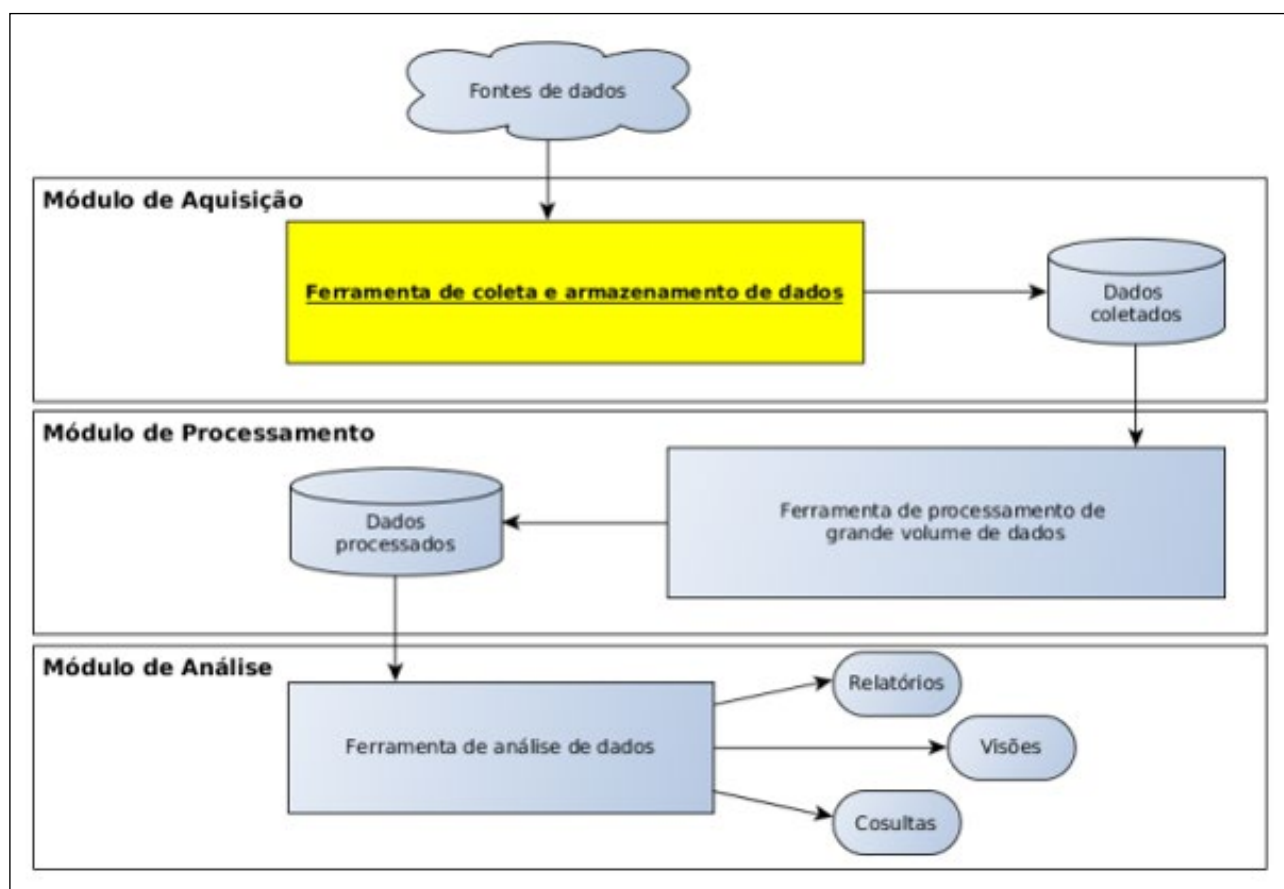 Fontes de dados
Módulo de Aquisição
Ferramenta de coleta e armazenamento de dados
Dados
coletados
Módulo de Processamento
Ferramenta de processamento de
grande volume de dados
Dados
processados
Módulo de Análise
Ferramenta de análise de dados
Relatórios
Visões
Cosultas